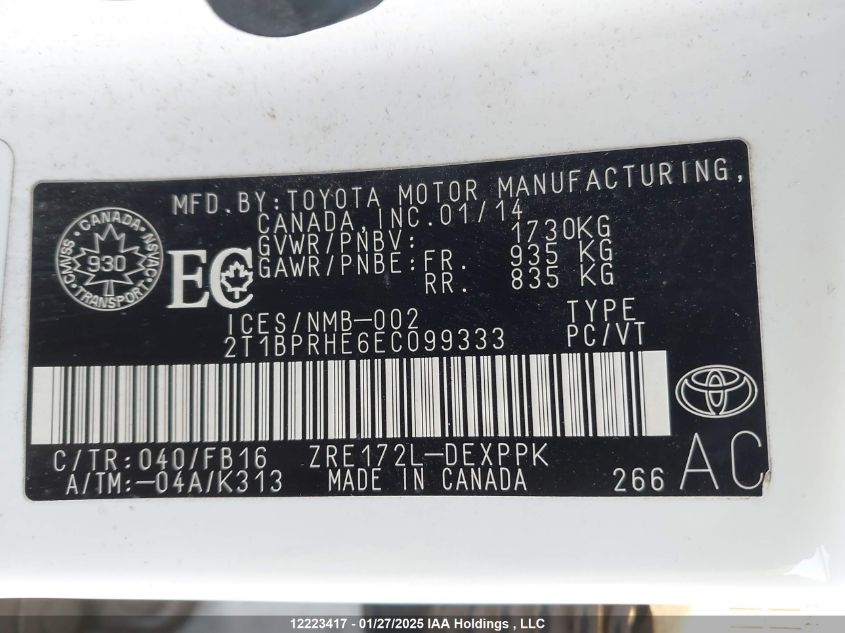 MFD.BY:TOYOTA MOTOR MANUFACTURING,
CANADA,INC.01/14
GVWR/PNBV: 1730KG
GAWR/PNBE:FR. 935 KG
RR. 835 KG
CANADA
CMVSS NSVAC
930
TRANSPORT
EC
ICES/NMB-002 TYPE
2T1BPRHE6EC099333 PC/VT
C/TR:040/FB16 ZRE172L-DEXPPK
A/TM:-04A/K313 MADE IN CANADA 266 AC
12223417 - 01/27/2025 IAA Holdings , LLC